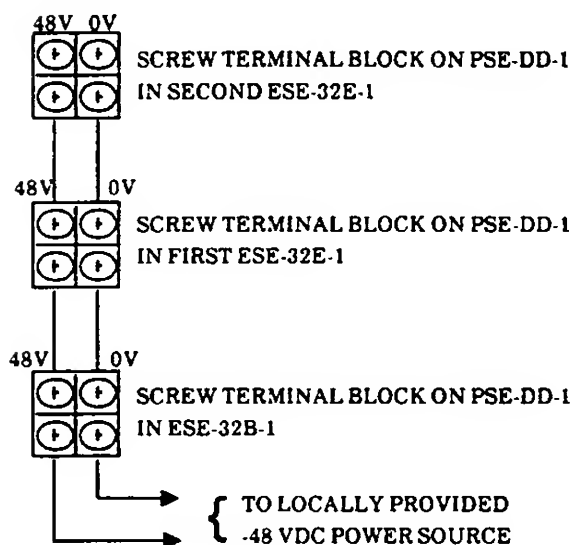 48V 0V
SCREW TERMINAL BLOCK ON PSE-DD-1
IN SECOND ESE-32E-1
48V 0V
SCREW TERMINAL BLOCK ON PSE-DD-1
IN FIRST ESE-32E-1
48V 0V
SCREW TERMINAL BLOCK ON PSE-DD-1
IN ESE-32B-1
TO LOCALLY PROVIDED
-48 VDC POWER SOURCE